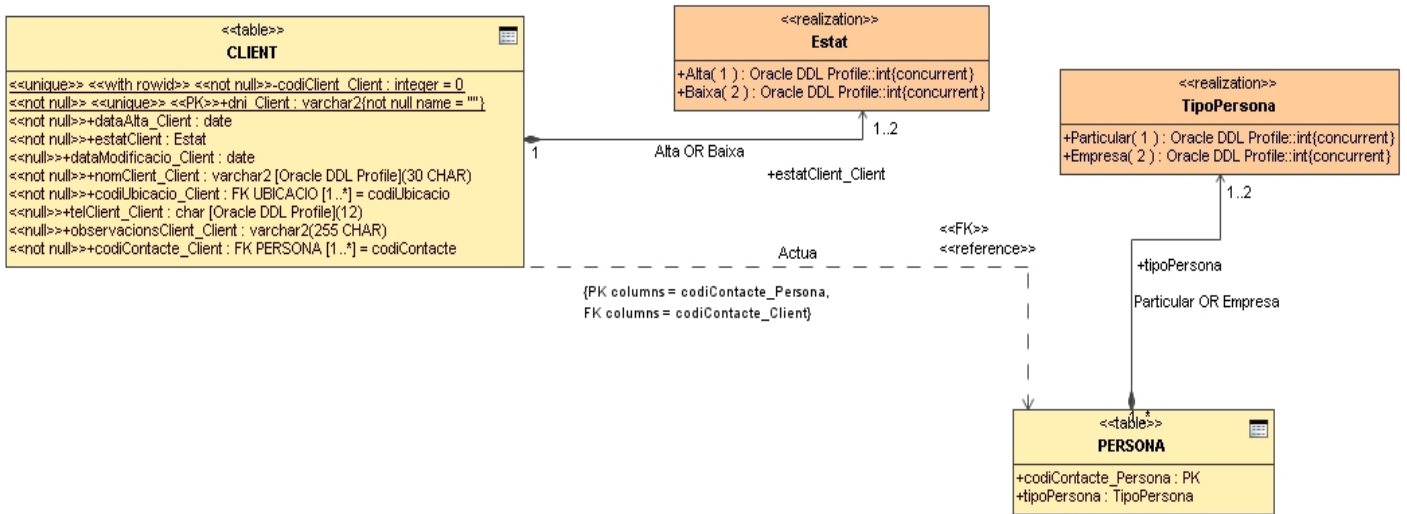 <<table>>
CLIENT
<<unique>> <<with rowid>> <<not null>>-codiClient_Client : integer = 0
<<not null>> <<unique>> <<PK>>+dni_Client : varchar2{not null name = ""}
<<not null>>+dataAlta_Client : date
<<not null>>+estatClient : Estat
<<null>>+dataModificacio_Client : date
<<not null>>+nomClient_Client : varchar2 [Oracle DDL Profile](30 CHAR)
<<not null>>+codiUbicacio_Client : FK UBICACIO [1..*] = codiUbicacio
<<null>>+telClient_Client : char [Oracle DDL Profile](12)
<<null>>+observacionsClient_Client : varchar2(255 CHAR)
<<not null>>+codiContacte_Client : FK PERSONA [1..*] = codiContacte
<<realization>>
Estat
+Alta( 1 ) : Oracle DDL Profile::int{concurrent}
+Baixa( 2 ) : Oracle DDL Profile::int{concurrent}
<<realization>>
TipoPersona
+Particular( 1 ) : Oracle DDL Profile::int{concurrent}
+Empresa( 2 ) : Oracle DDL Profile::int{concurrent}
1
Alta OR Baixa
1..2
+estatClient_Client
1..2
+tipoPersona
Particular OR Empresa
<<FK>>
<<reference>>
Actua
{PK columns = codiContacte_Persona,
FK columns = codiContacte_Client}
1..*
<<table>>
PERSONA
+codiContacte_Persona : PK
+tipoPersona : TipoPersona